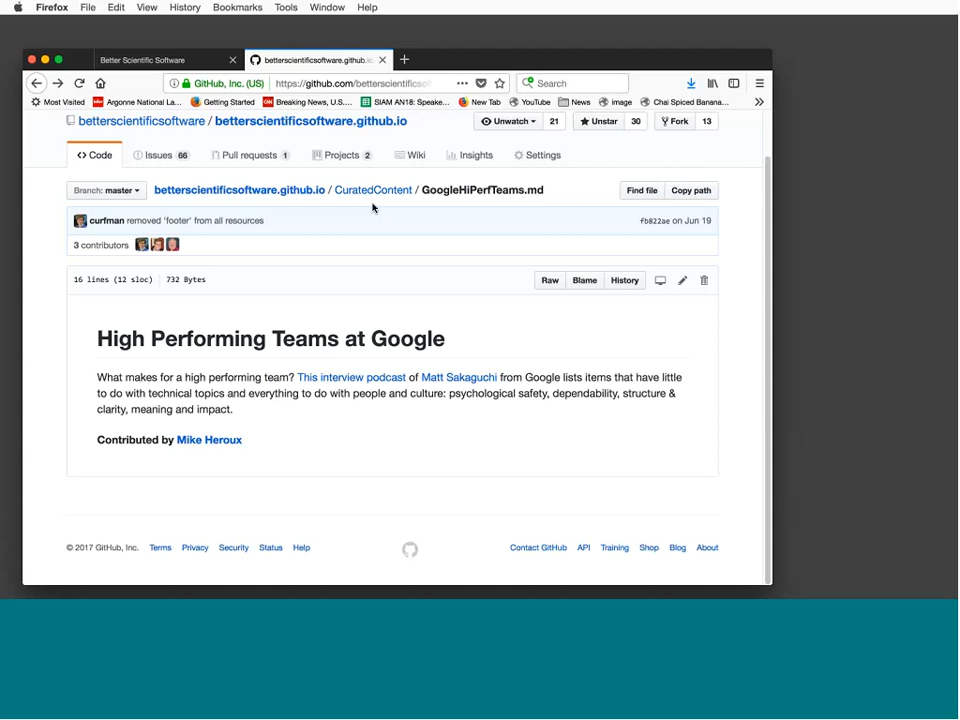 Firefox File Edit View History Bookmarks Tools Window Help
Better Scientific Software
betterscientificsoftware.github.io
GitHub, Inc. (US) https://github.com/betterscientificso
Search
Most Visited Argonne National La... Getting Started Breaking News, U.S.... SIAM AN18: Speake... New Tab YouTube News image Chai Spiced Banana...
betterscientificsoftware / betterscientificsoftware.github.io
Unwatch 21 Unstar 30 Fork 13
Code Issues 66 Pull requests 1 Projects 2 Wiki Insights Settings
Branch: master betterscientificsoftware.github.io / CuratedContent / GoogleHiPerfTeams.md Find file Copy path
curfman removed 'footer' from all resources fb822ae on Jun 19
3 contributors
16 lines (12 sloc) 732 Bytes Raw Blame History
High Performing Teams at Google
What makes for a high performing team? This interview podcast of Matt Sakaguchi from Google lists items that have little
to do with technical topics and everything to do with people and culture: psychological safety, dependability, structure &
clarity, meaning and impact.
Contributed by Mike Heroux
© 2017 GitHub, Inc. Terms Privacy Security Status Help Contact GitHub API Training Shop Blog About